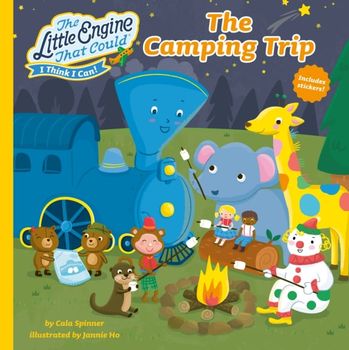 The
Little Engine
That Could
I Think I Can!
The
Camping Trip
Includes
stickers!
by Cala Spinner
illustrated by Jannie Ho